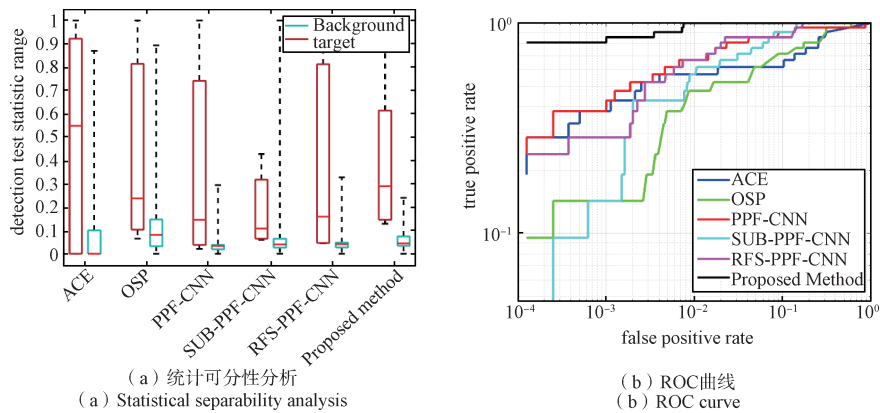 detection test statistic range
1
0.9
0.8
0.7
0.6
0.5
0.4
0.3
0.2
0.1
0
Background
target
ACE
OSP
PPF-CNN
SUB-PPF-CNN
RFS-PPF-CNN
Proposed method
(a)统计可分性分析
(a) Statistical separability analysis
true positive rate
10⁰
10⁻¹
ACE
OSP
PPF-CNN
SUB-PPF-CNN
RFS-PPF-CNN
Proposed Method
10⁻⁴ 10⁻³ 10⁻² 10⁻¹ 10⁰
false positive rate
(b)ROC曲线
(b) ROC curve